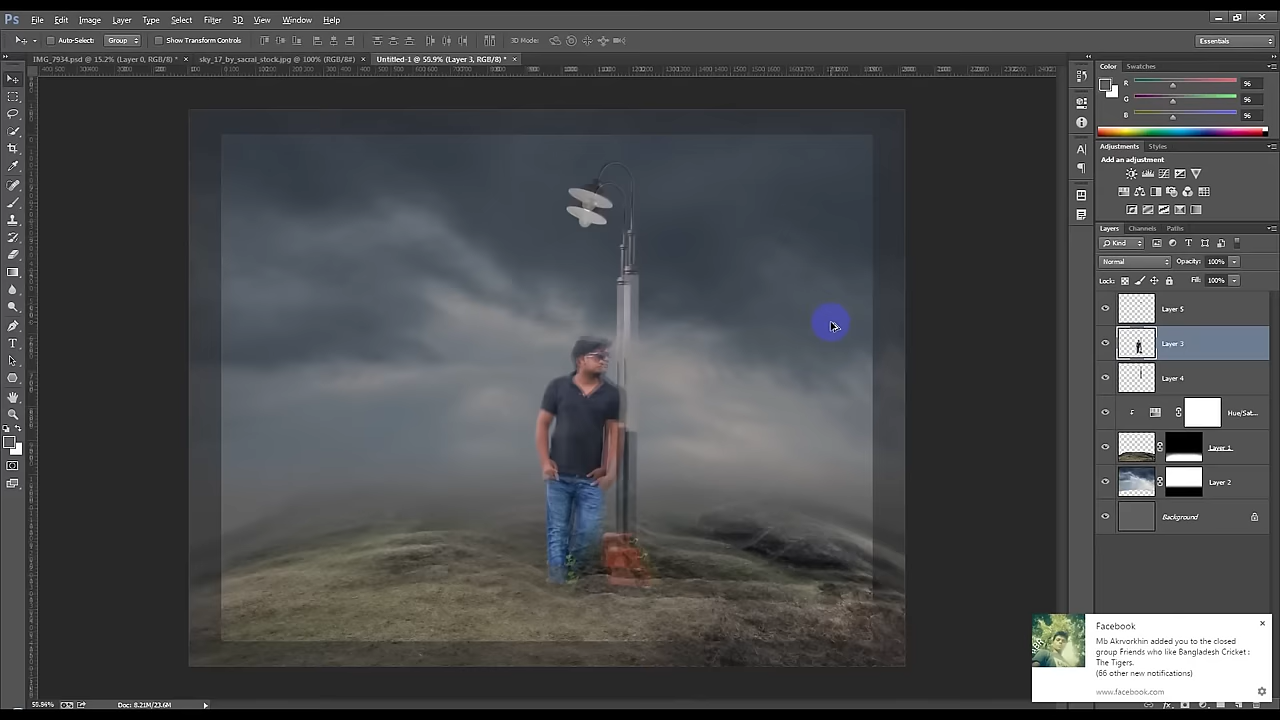 Ps File Edit Image Layer Type Select Filter 3D View Window Help
Auto-Select: Group Show Transform Controls 3D Mode: Essentials
IMG_7934.psd @ 15.2% (Layer 0, RGB/8) * × sky_17_by_sacral_stock.jpg @ 100% (RGB/8#) × Untitled-1 @ 55.9% (Layer 3, RGB/8) * ×
Color Swatches
R 96
G 96
B 96
Adjustments Styles
Add an adjustment
Layers Channels Paths
Kind
Normal Opacity: 100%
Lock: Fill: 100%
Layer 5
Layer 3
Layer 4
Hue/Sat...
Layer 1
Layer 2
Background
Facebook
Mb Akrvorkhin added you to the closed
group Friends who like Bangladesh Cricket :
The Tigers.
(66 other new notifications)
www.facebook.com
55.94% Doc: 8.21M/23.6M